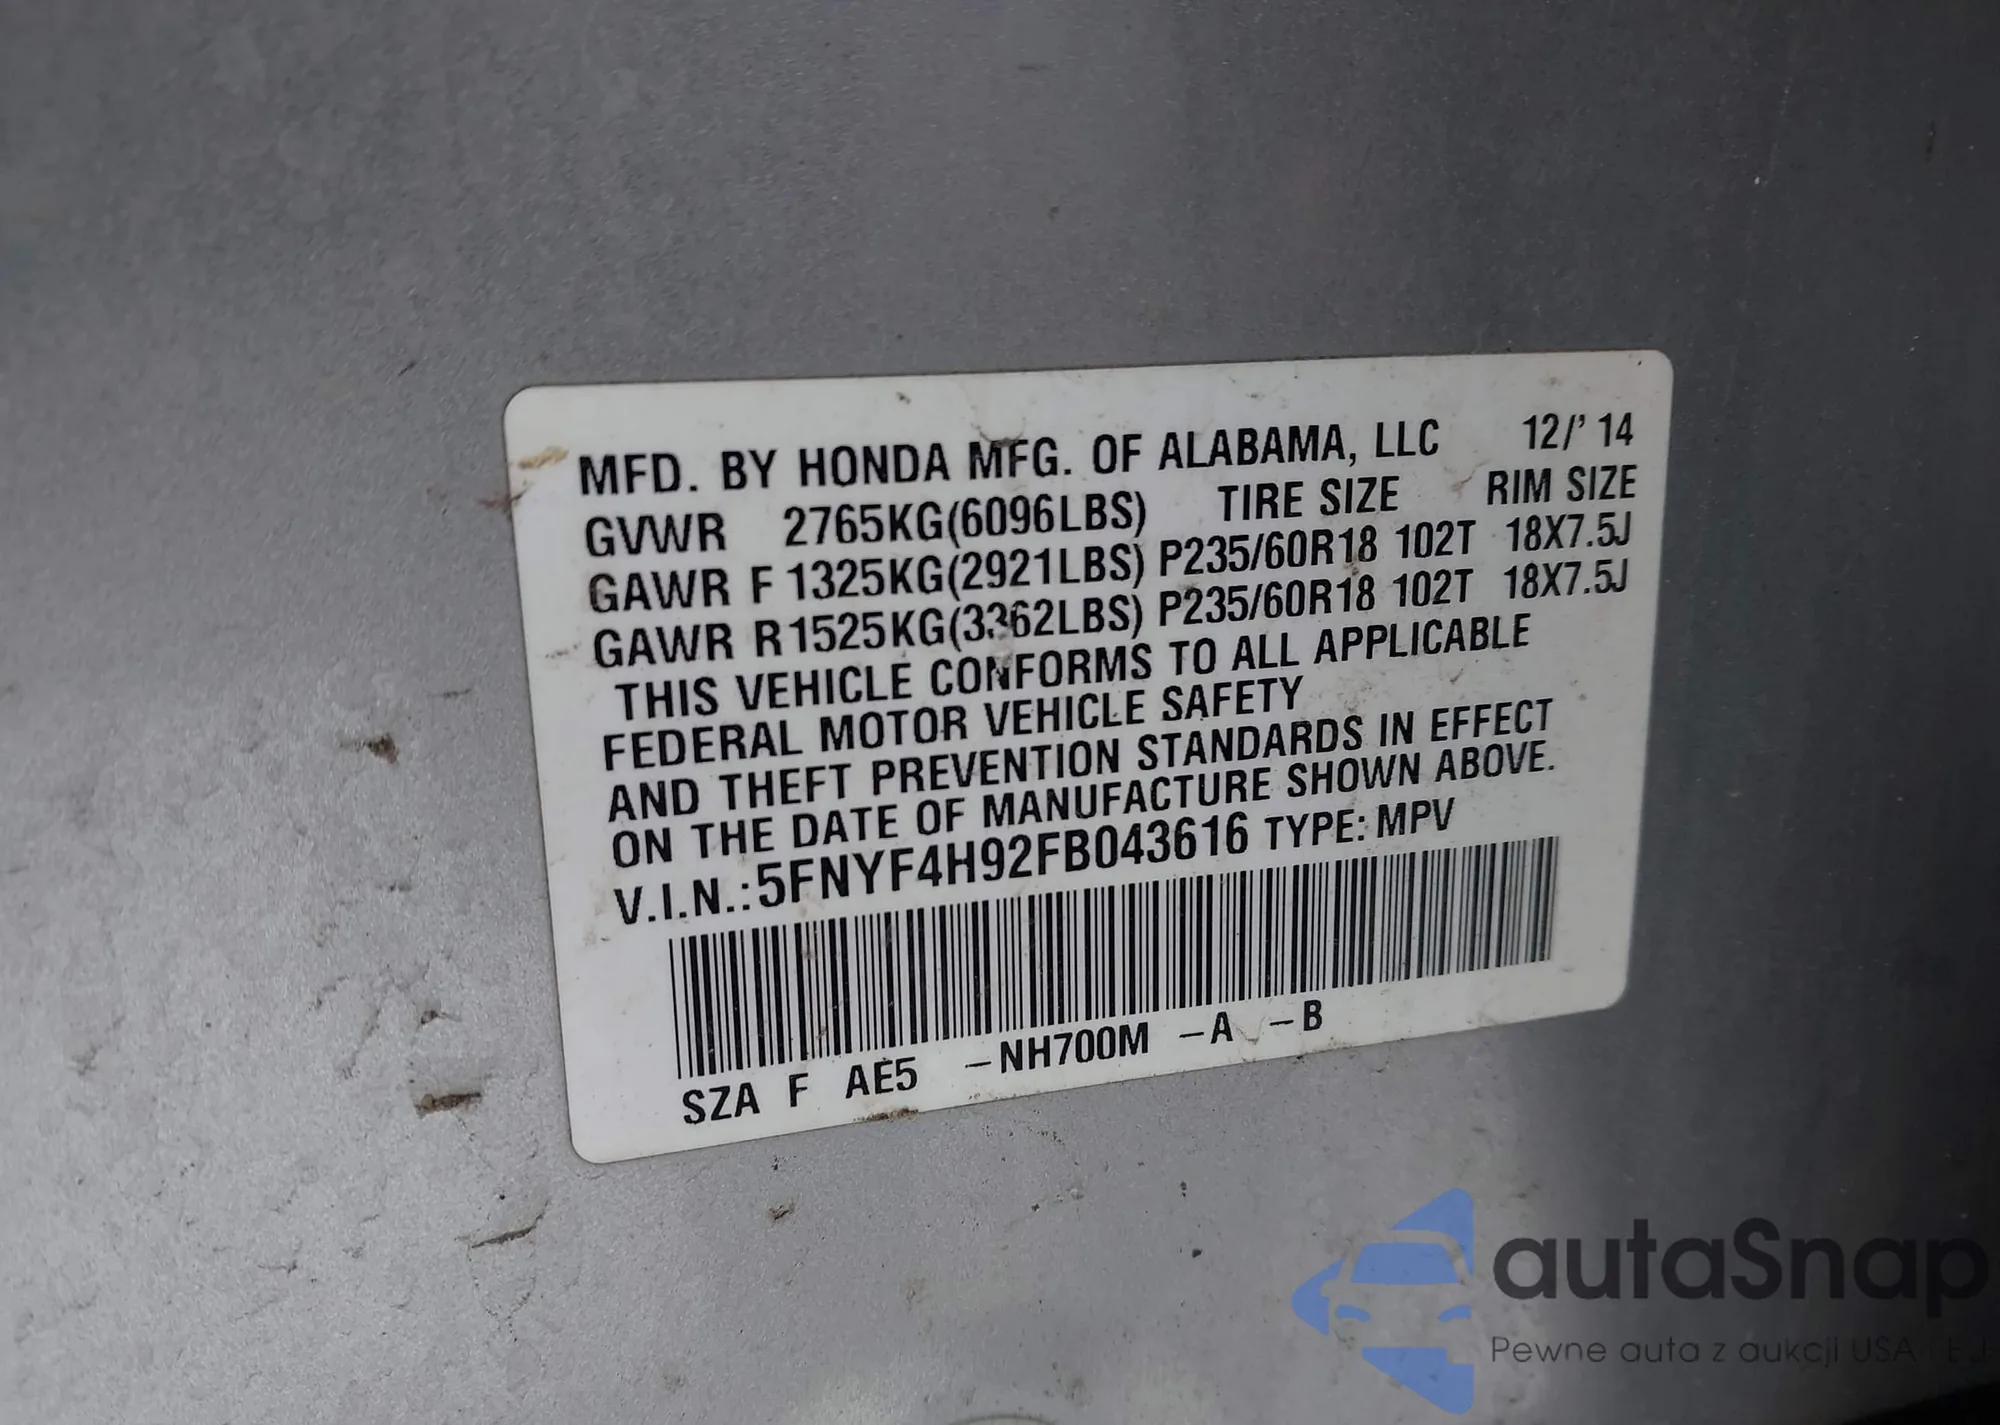 MFD. BY HONDA MFG. OF ALABAMA, LLC 12/' 14
GVWR 2765KG(6096LBS) TIRE SIZE RIM SIZE
GAWR F 1325KG(2921LBS) P235/60R18 102T 18X7.5J
GAWR R1525KG(3362LBS) P235/60R18 102T 18X7.5J
THIS VEHICLE CONFORMS TO ALL APPLICABLE
FEDERAL MOTOR VEHICLE SAFETY
AND THEFT PREVENTION STANDARDS IN EFFECT
ON THE DATE OF MANUFACTURE SHOWN ABOVE.
V.I.N.:5FNYF4H92FB043616 TYPE: MPV
SZA F AE5 -NH700M -A -B
autaSnap
Pewne auta z aukcji USA i EU